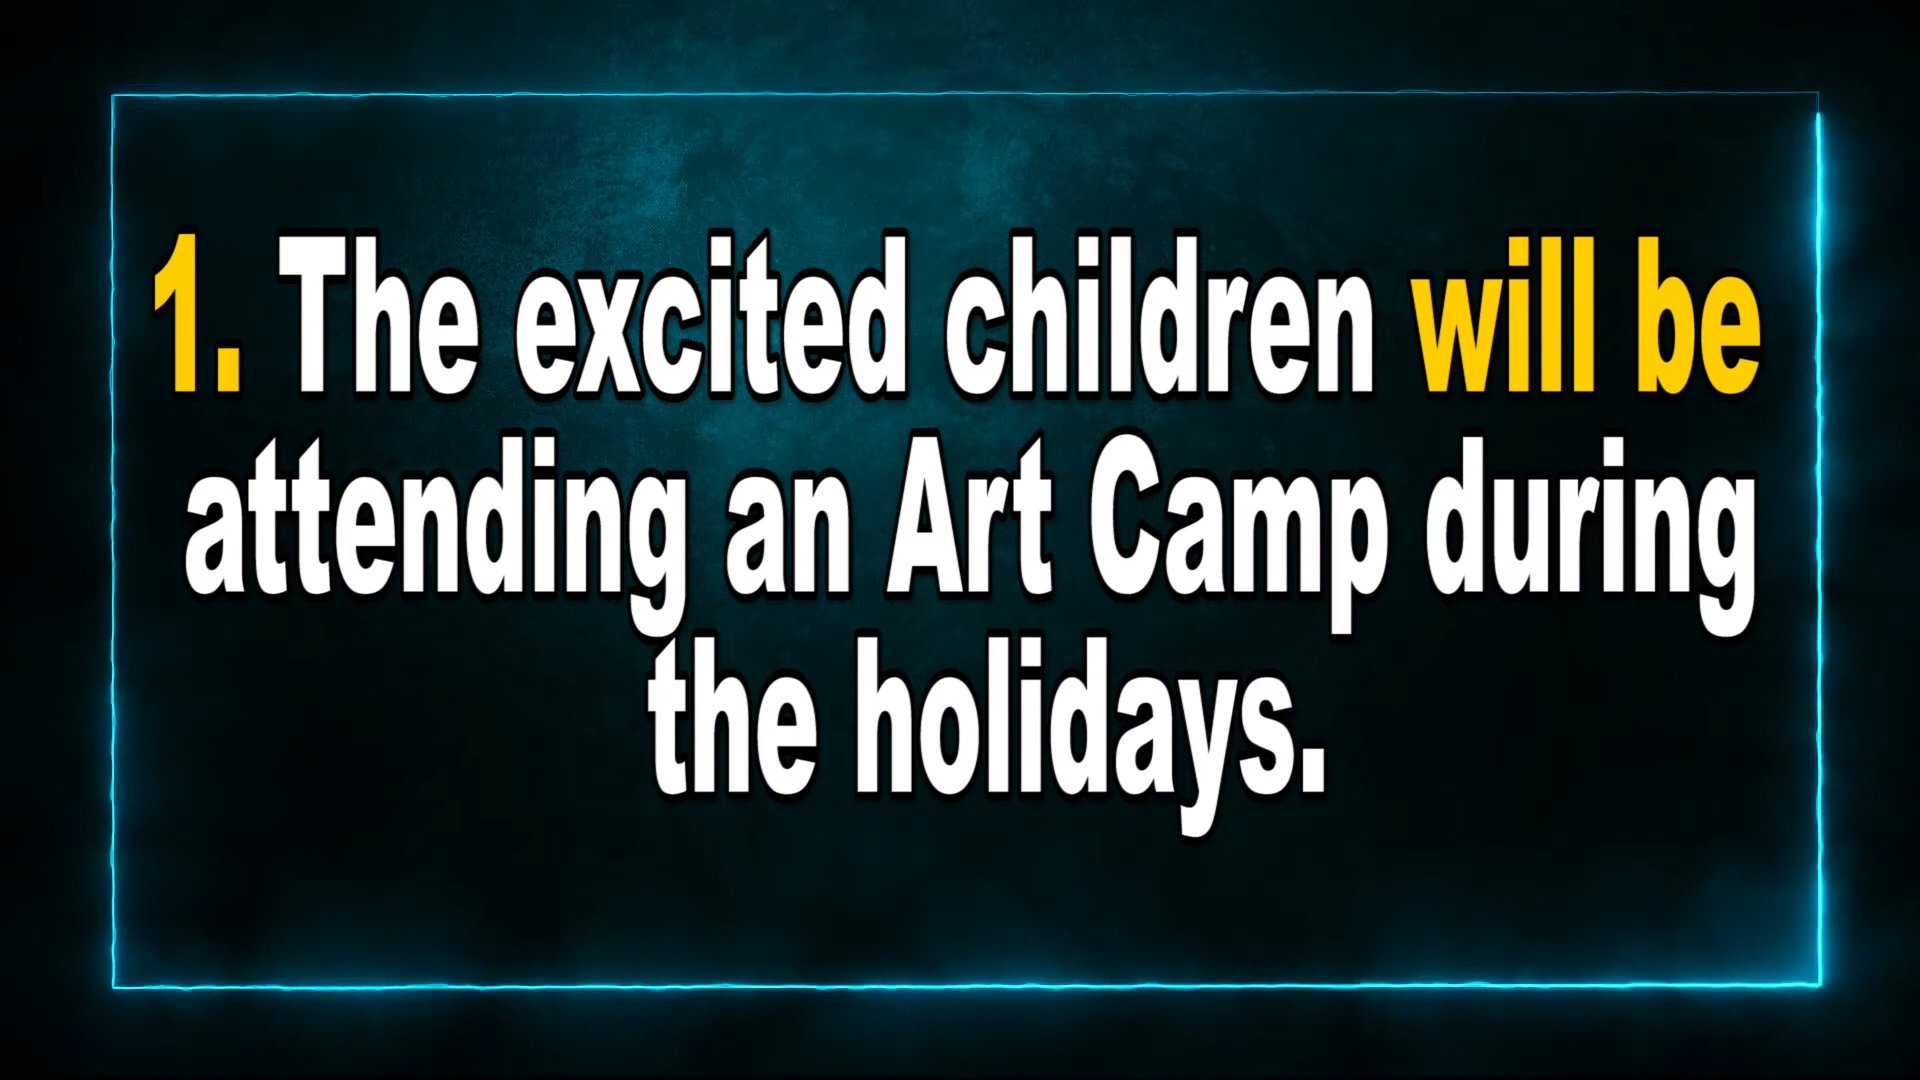 1. The excited children will be
attending an Art Camp during
the holidays.